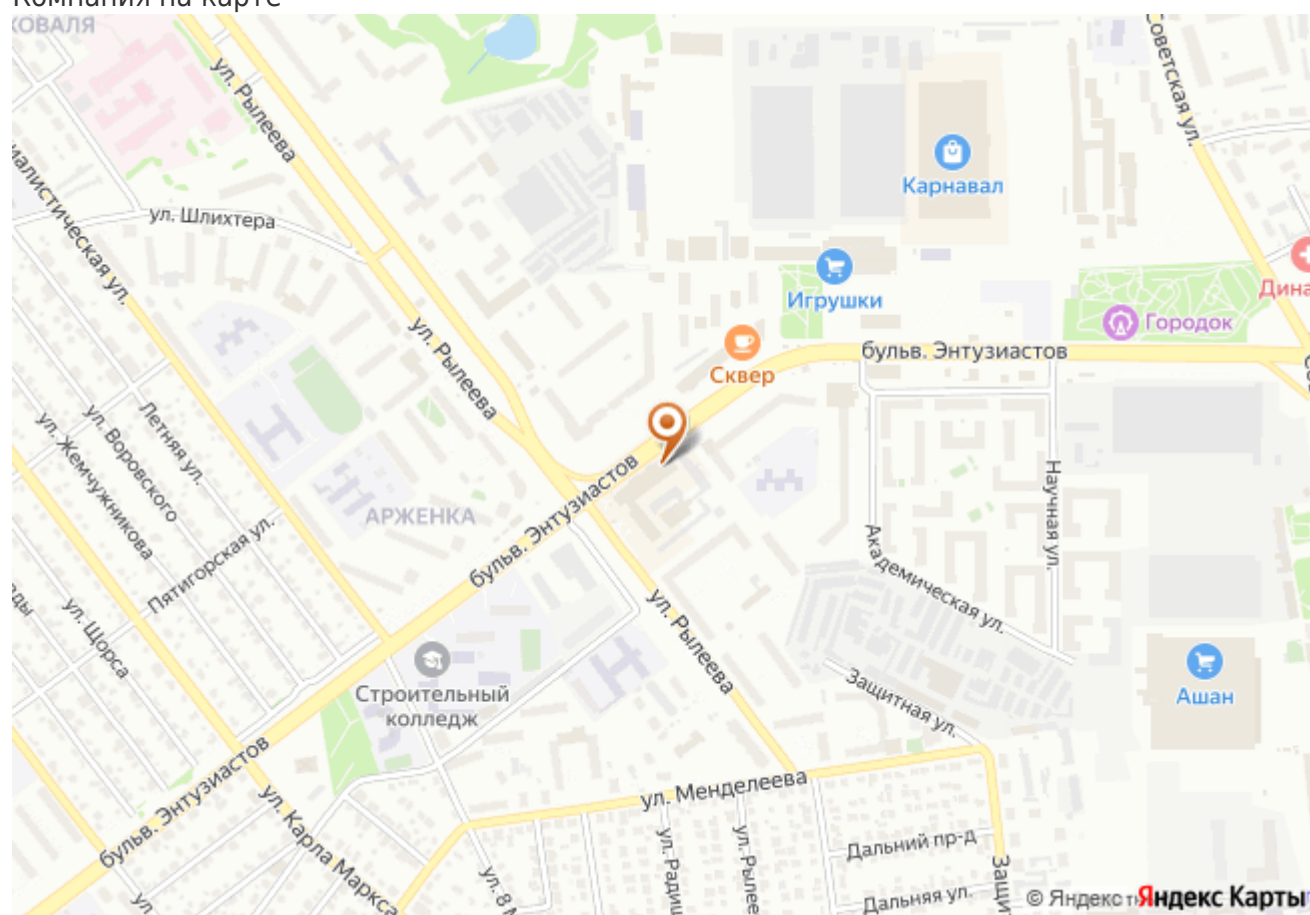 Компания на карте
КОВАЛЯ
ул. Рылеева
Советская ул.
Карнавал
ул. Шлихтера
Игрушки
Дина
Городок
бульв. Энтузиастов
Сквер
ул. Рылеева
Летняя ул.
ул. Воровского
ул. Жемчужникова
АРЖЕНКА
бульв. Энтузиастов
Научная ул.
Пятигорская ул.
Академическая ул.
ул. Щорса
ул. Рылеева
Строительный
колледж
Защитная ул.
Ашан
бульв. Энтузиастов
ул. Менделеева
ул. Карла Маркса
Дальний пр-д
Дальняя ул.
© Яндекс
Яндекс Карты